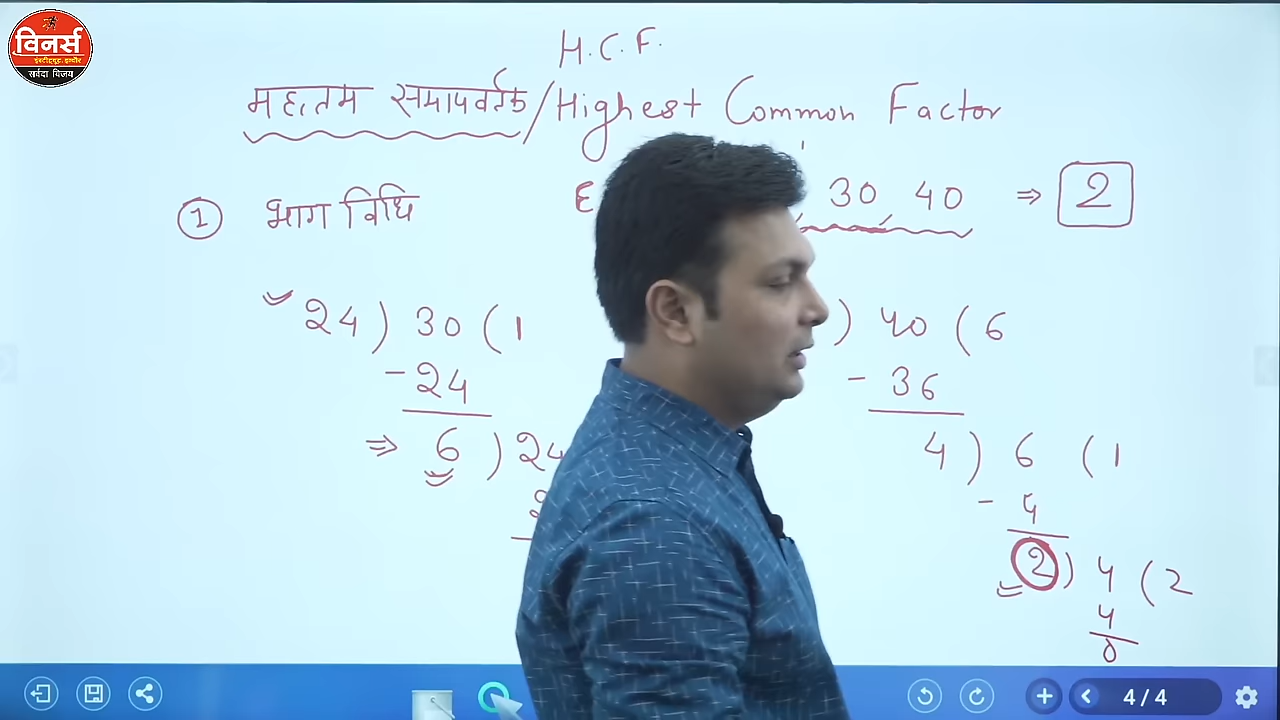 विनर्स
इंस्टीट्यूट, इन्दौर
सर्वदा विजय
H.C.F.
महत्तम समापवर्तक/Highest Common Factor
① भाग विधि E 30 40 ⇒ 2
24 ) 30 ( 1
- 24
⇒ 6 ) 24
) 40 ( 6
- 36
4 ) 6 ( 1
- 4
2 ) 4 ( 2
4
0
4 / 4